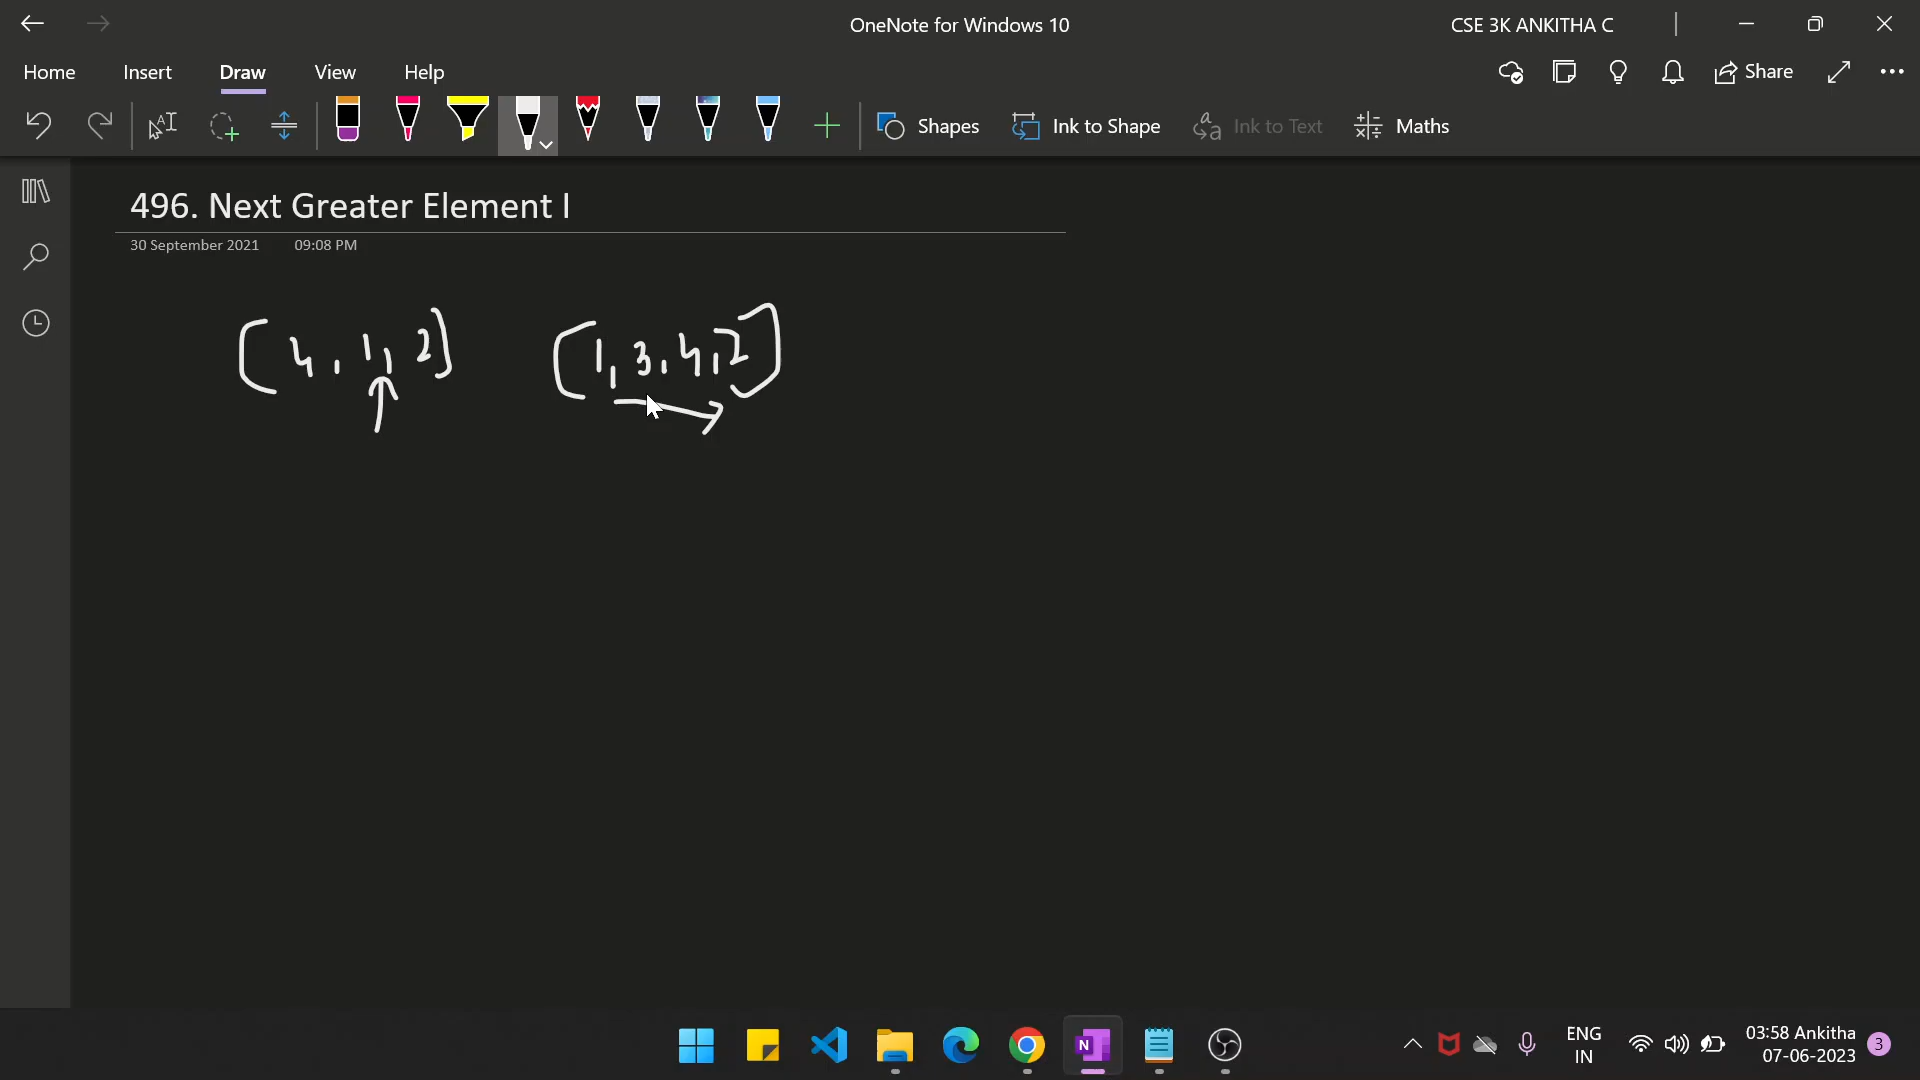 OneNote for Windows 10
CSE 3K ANKITHA C
Home Insert Draw View Help
Share
Shapes Ink to Shape Ink to Text Maths
496. Next Greater Element I
30 September 2021 09:08 PM
[4, 1, 2] [1, 3, 4, 2]
ENG
IN
03:58 Ankitha
07-06-2023
3